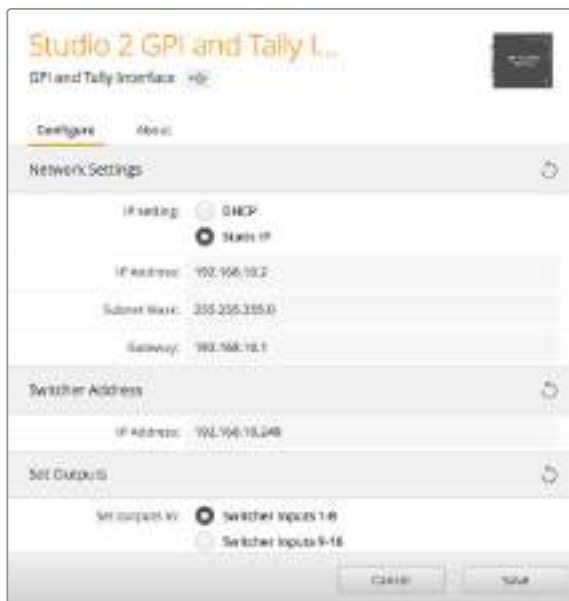 Studio 2 GPI and Tally I...
GPI and Tally Interface
Configure About
Network Settings
IP setting: DHCP
Static IP
IP Address: 192.168.10.2
Subnet Mask: 255.255.255.0
Gateway: 192.168.10.1
Switcher Address
IP Address: 192.168.10.240
Set Outputs
Set outputs to: Switcher Inputs 1-8
Switcher Inputs 9-16
Cancel Save